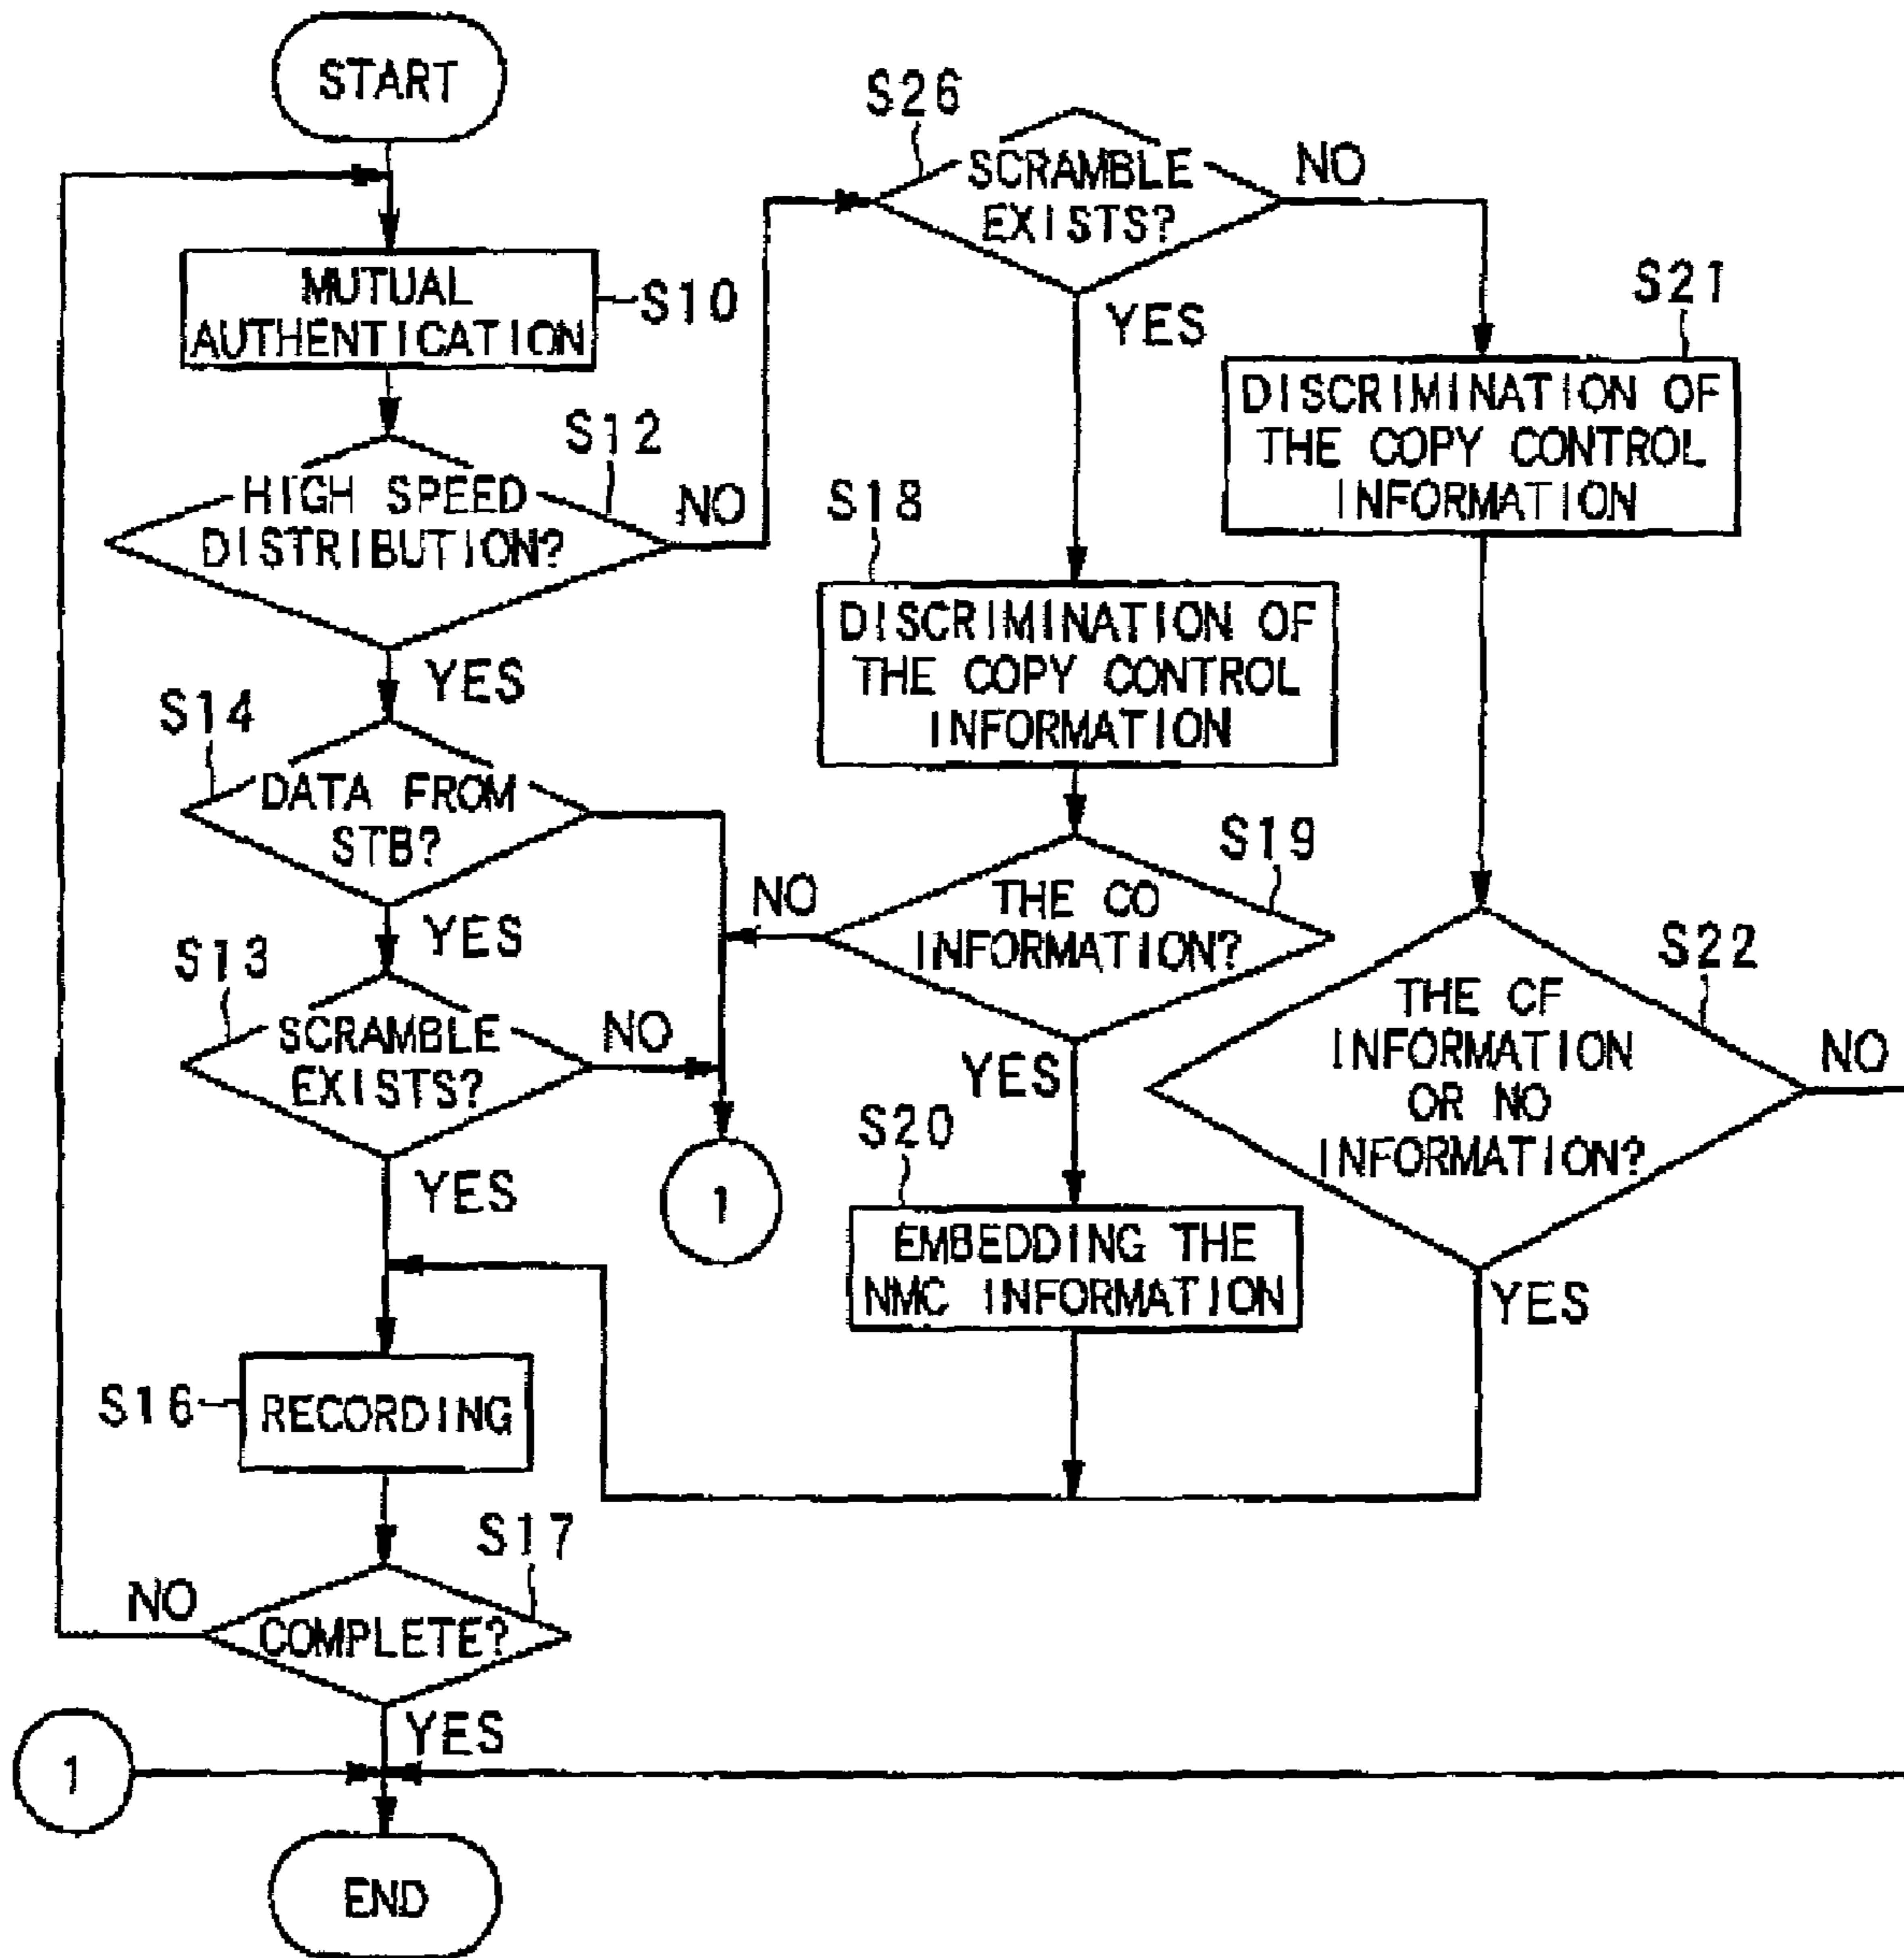 START
MUTUAL
AUTHENTICATION
S10
S12
HIGH SPEED
DISTRIBUTION?
NO
YES
S14
DATA FROM
STB?
YES
S13
SCRAMBLE
EXISTS?
NO
YES
1
S16
RECORDING
S17
COMPLETE?
NO
YES
1
END
S26
SCRAMBLE
EXISTS?
NO
YES
S18
DISCRIMINATION OF
THE COPY CONTROL
INFORMATION
S19
THE CO
INFORMATION?
NO
YES
S20
EMBEDDING THE
NMC INFORMATION
S21
DISCRIMINATION OF
THE COPY CONTROL
INFORMATION
S22
THE CF
INFORMATION
OR NO
INFORMATION?
NO
YES